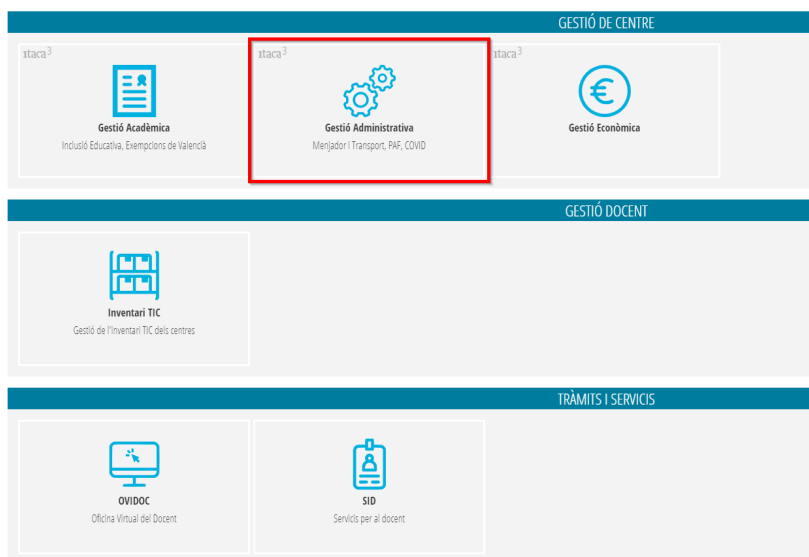 GESTIÓ DE CENTRE
ıtaca3
ıtaca3
ıtaca3
Gestió Acadèmica
Inclusió Educativa, Exempcions de Valencià
Gestió Administrativa
Menjador i Transport, PAF, COVID
Gestió Econòmica
GESTIÓ DOCENT
Inventari TIC
Gestió de l'Inventari TIC dels centres
TRÀMITS I SERVICIS
OVIDOC
Oficina Virtual del Docent
SID
Servicis per al docent